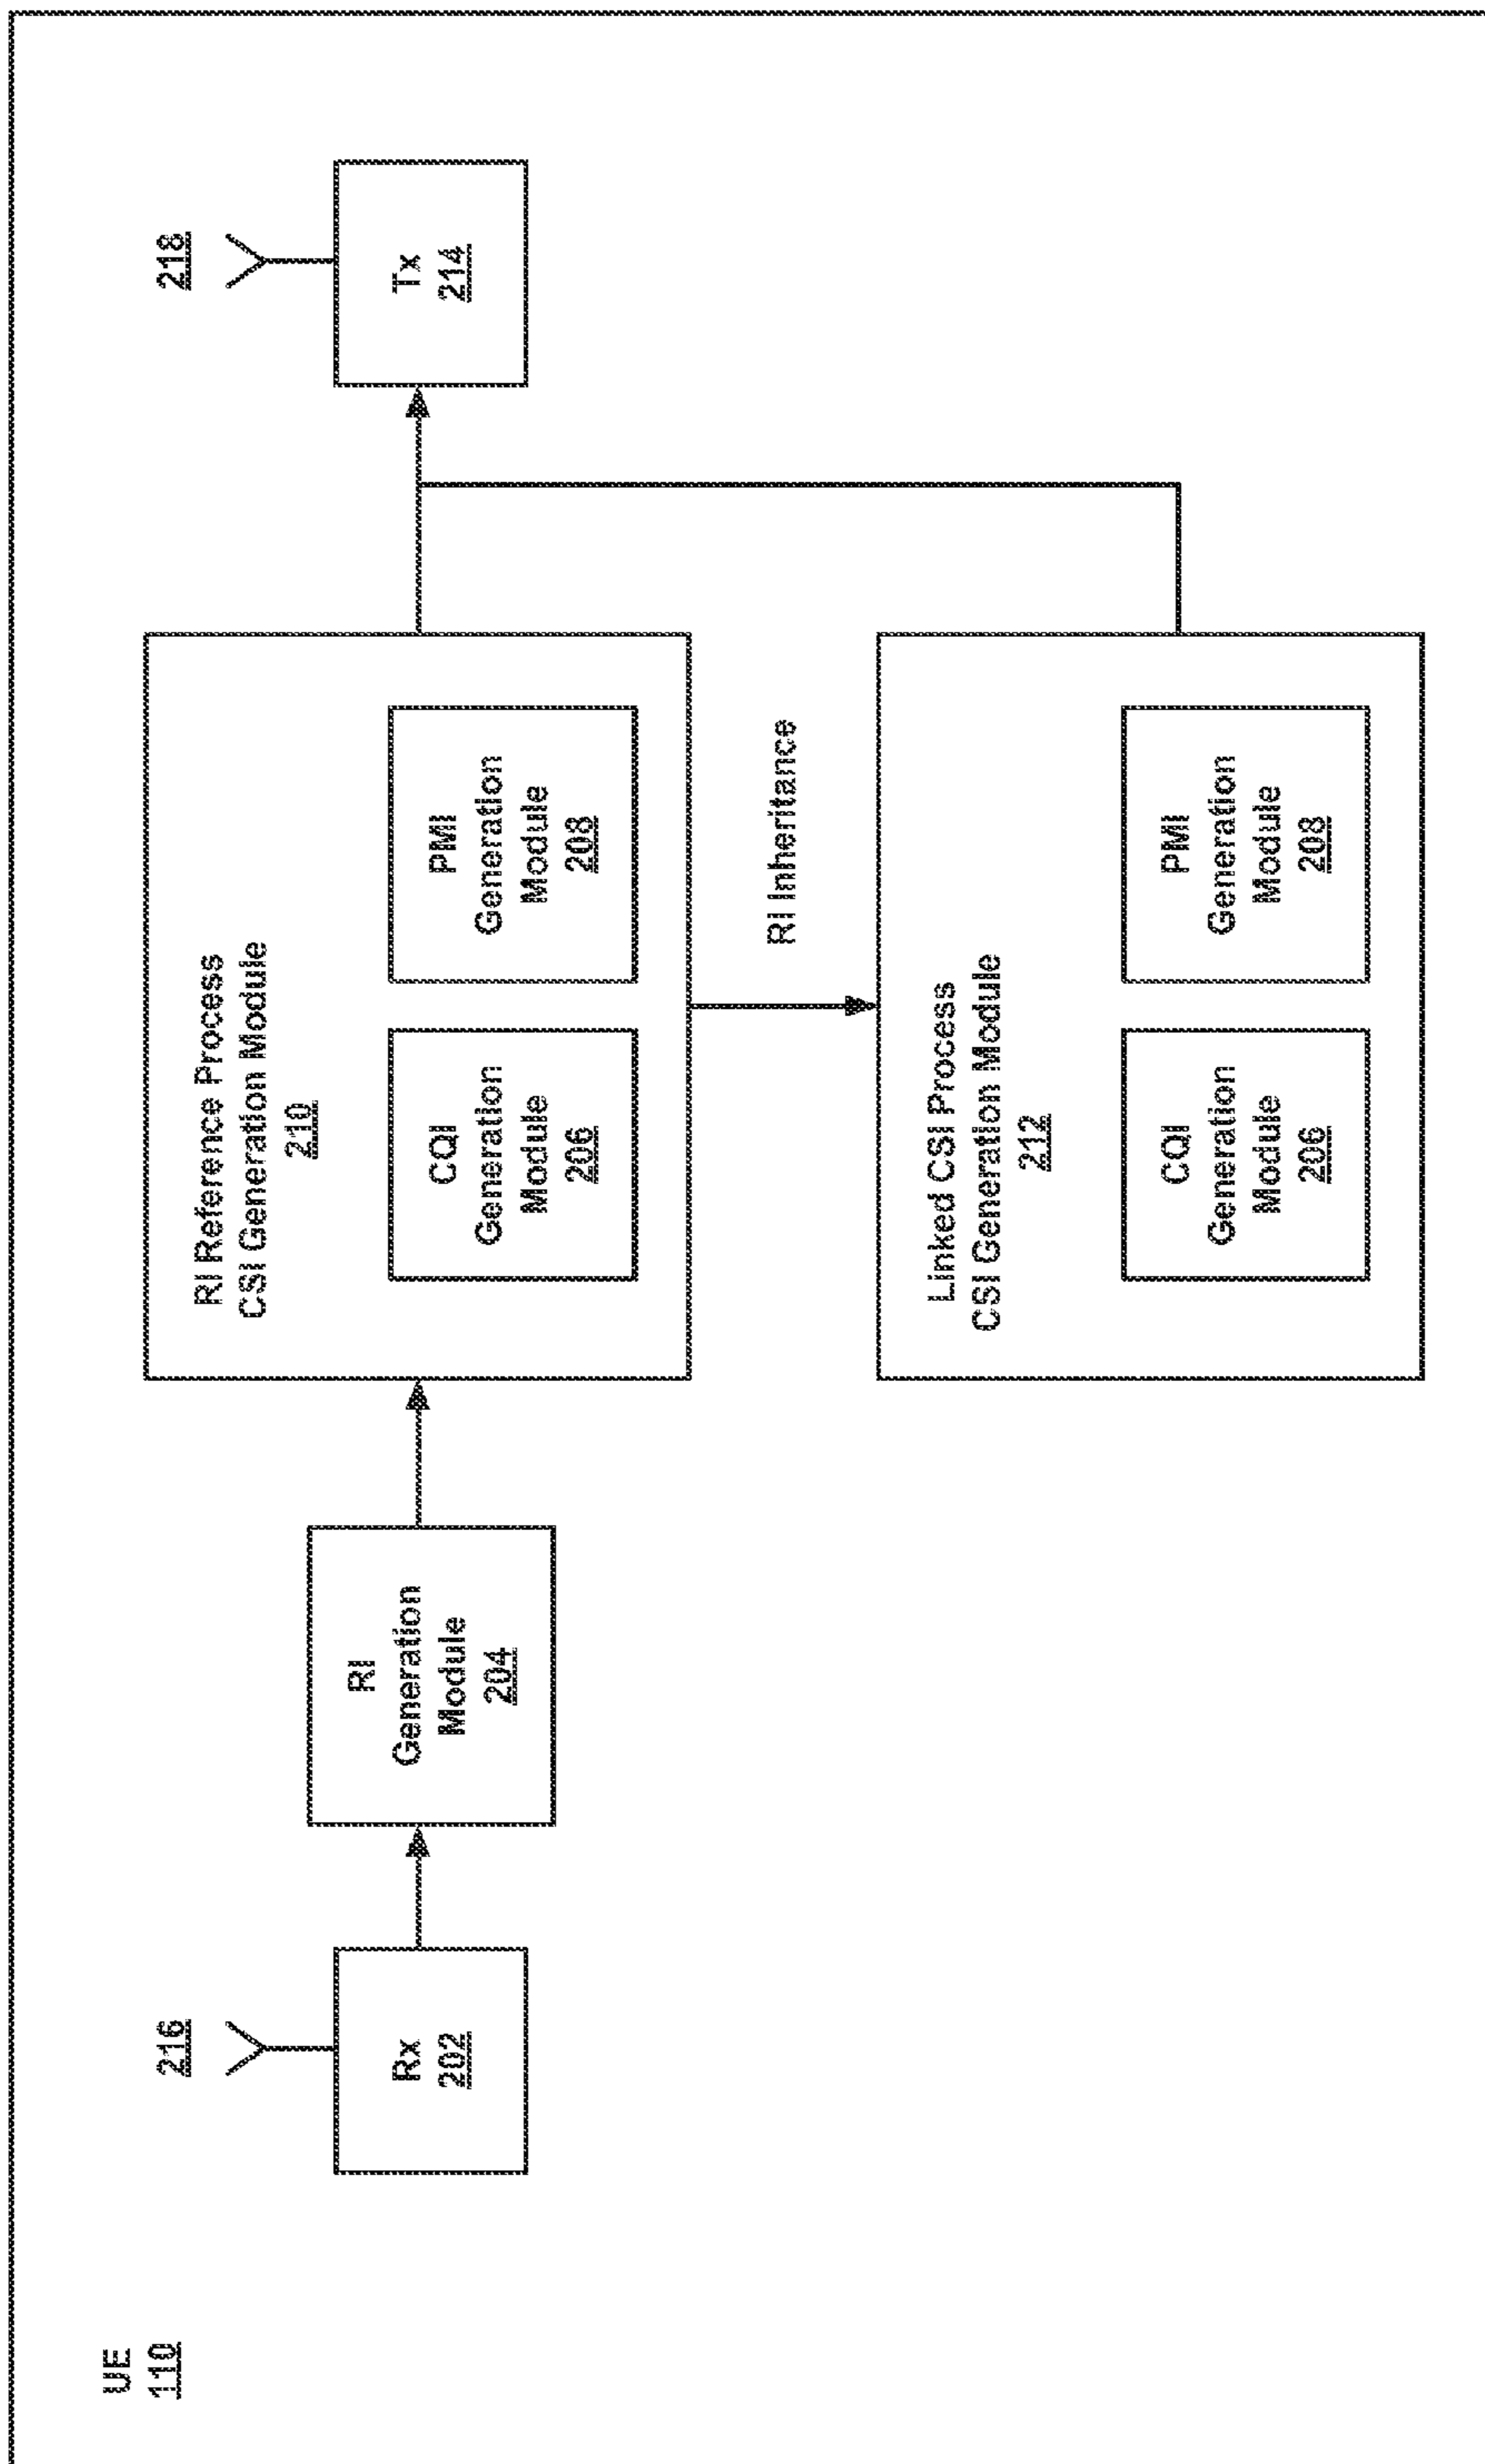 UE
110
216
Rx
202
RI
Generation
Module
204
RI Reference Process
CSI Generation Module
210
CQI
Generation
Module
206
PMI
Generation
Module
208
RI Inheritance
Linked CSI Process
CSI Generation Module
212
CQI
Generation
Module
206
PMI
Generation
Module
208
218
Tx
214